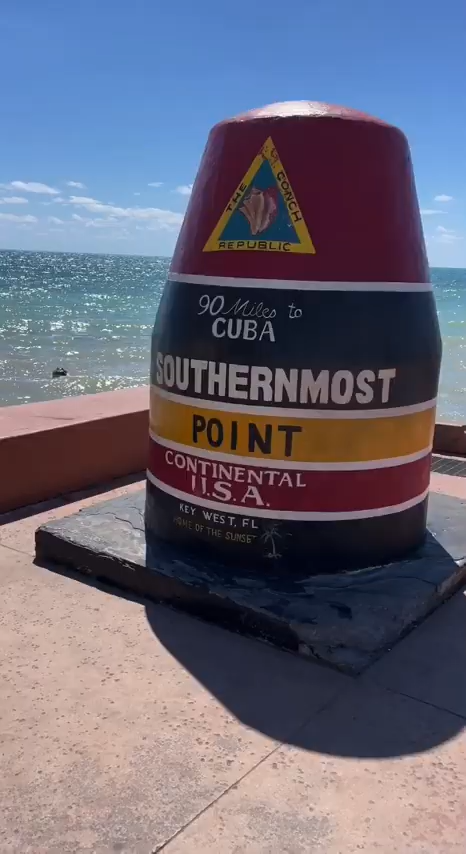 THE CONCH
REPUBLIC
90 Miles to
CUBA
SOUTHERNMOST
POINT
CONTINENTAL
U.S.A.
KEY WEST, FL
HOME OF THE SUNSET